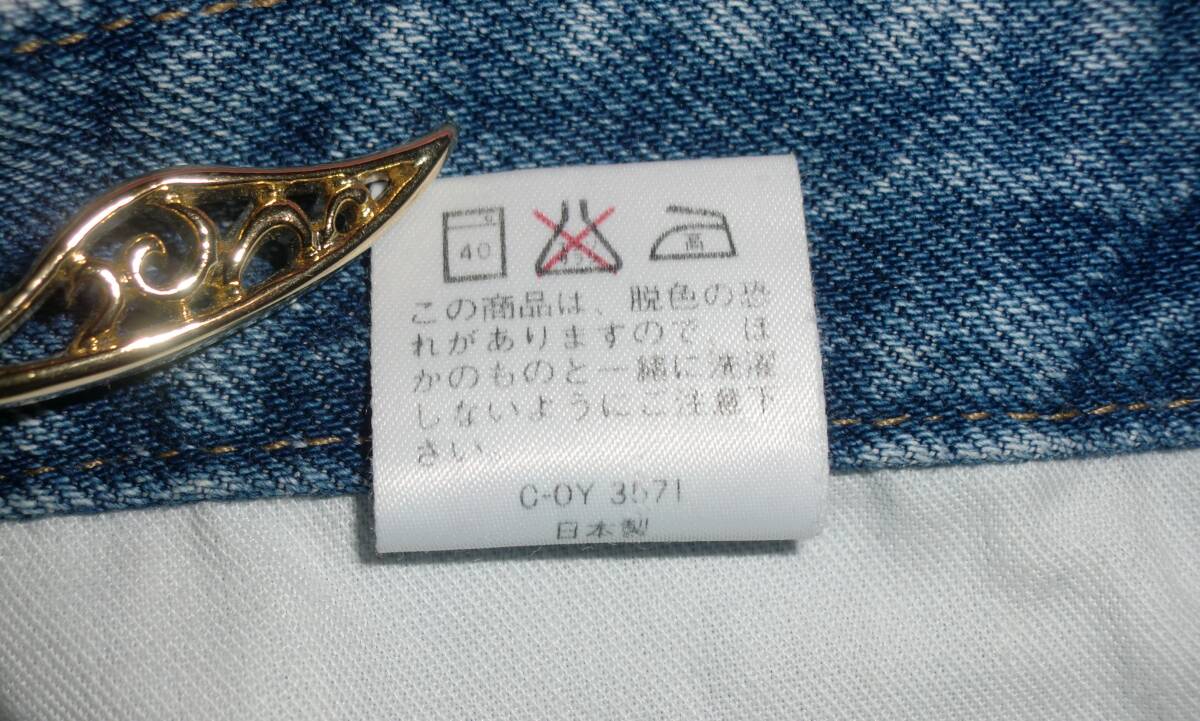 40
高
この商品は、脱色の恐
れがありますので ほ
かのものと一緒に洗濯
しないようにご注意下
さい。
C-OY 3571
日本製